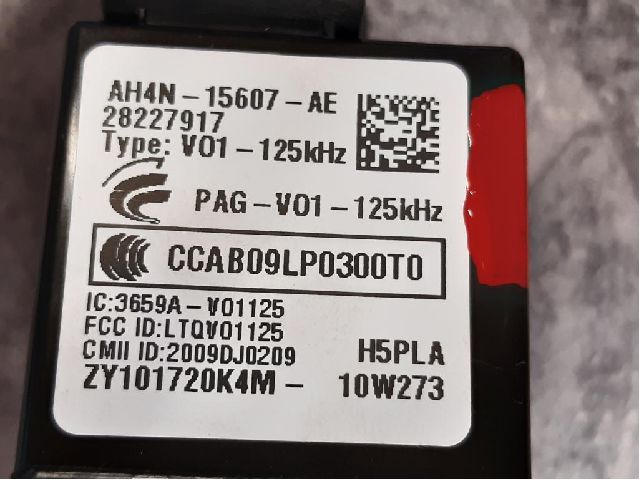 AH4N-15607-AE
28227917
Type: V01-125kHz
PAG-V01-125kHz
CCAB09LP0300T0
IC:3659A-V01125
FCC ID:LTQV01125
CMII ID:2009DJ0209 H5PLA
ZY101720K4M- 10W273